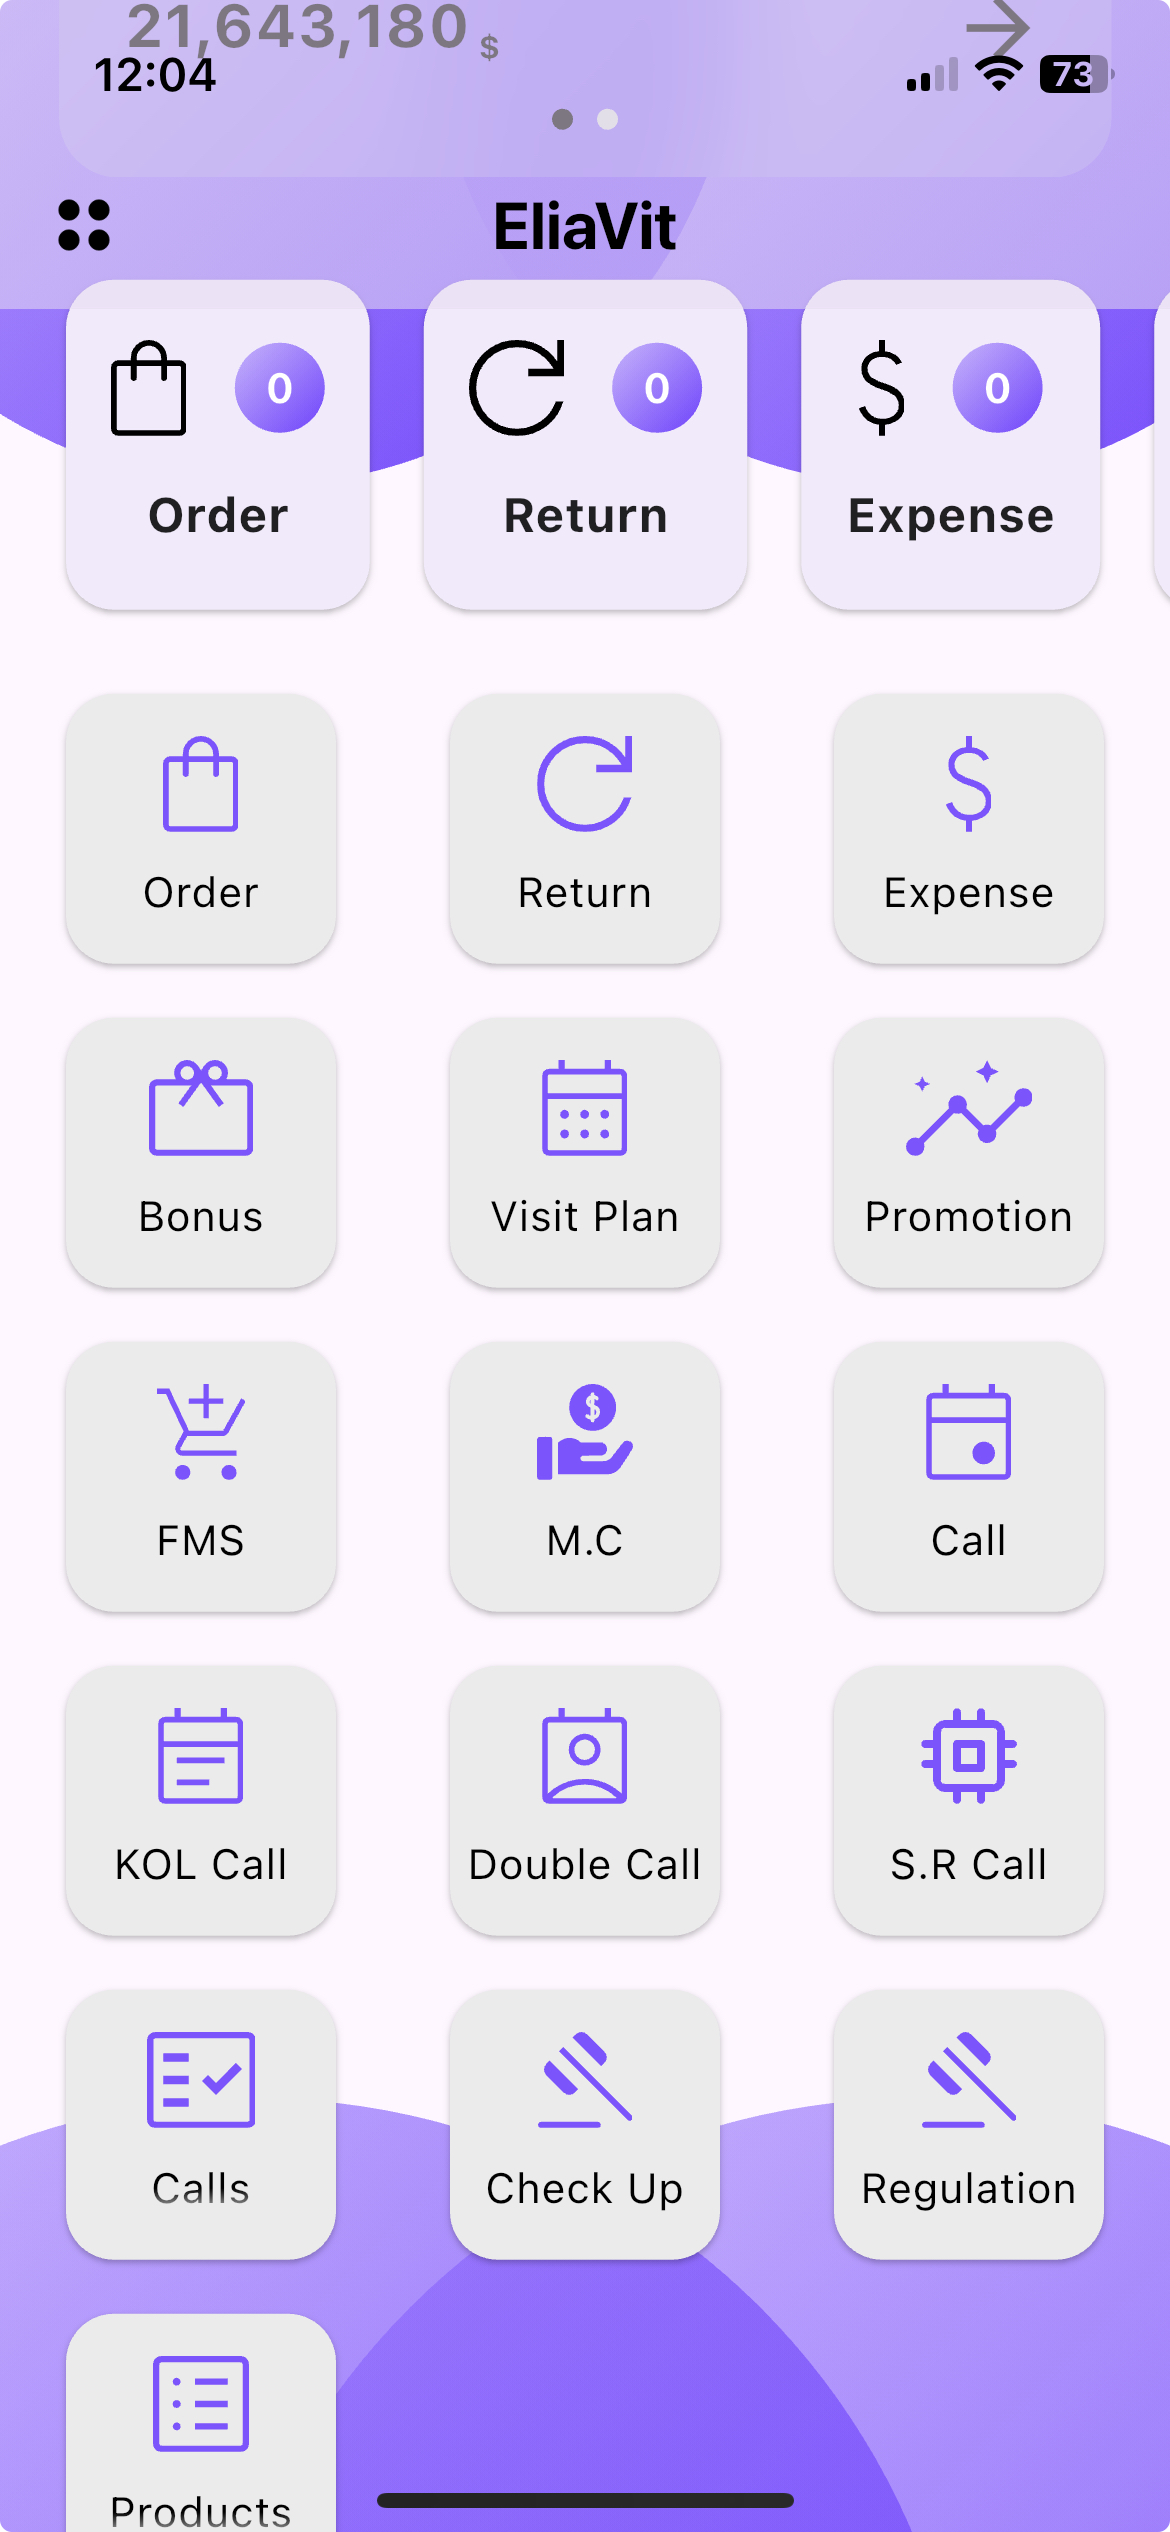 21,643,180 $
12:04
73
EliaVit
0
0
0
Order
Return
Expense
Order
Return
Expense
Bonus
Visit Plan
Promotion
FMS
M.C
Call
KOL Call
Double Call
S.R Call
Calls
Check Up
Regulation
Products